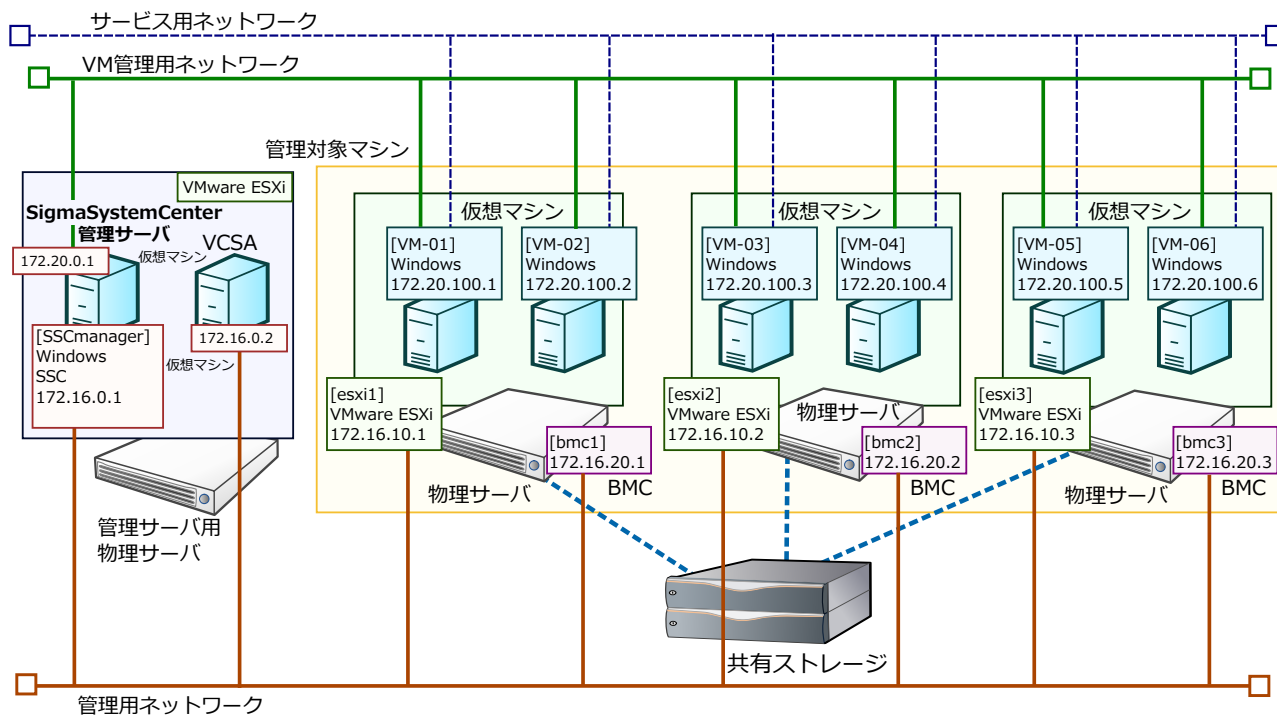 サービス用ネットワーク
VM管理用ネットワーク
管理対象マシン
VMware ESXi
SigmaSystemCenter
管理サーバ
172.20.0.1
仮想マシン
VCSA
[SSCmanager]
Windows
SSC
172.16.0.1
172.16.0.2
仮想マシン
管理サーバ用
物理サーバ
仮想マシン
[VM-01]
Windows
172.20.100.1
[VM-02]
Windows
172.20.100.2
[esxi1]
VMware ESXi
172.16.10.1
[bmc1]
172.16.20.1
物理サーバ
BMC
仮想マシン
[VM-03]
Windows
172.20.100.3
[VM-04]
Windows
172.20.100.4
[esxi2]
VMware ESXi
172.16.10.2
物理サーバ
[bmc2]
172.16.20.2
BMC
仮想マシン
[VM-05]
Windows
172.20.100.5
[VM-06]
Windows
172.20.100.6
[esxi3]
VMware ESXi
172.16.10.3
[bmc3]
172.16.20.3
物理サーバ
BMC
共有ストレージ
管理用ネットワーク